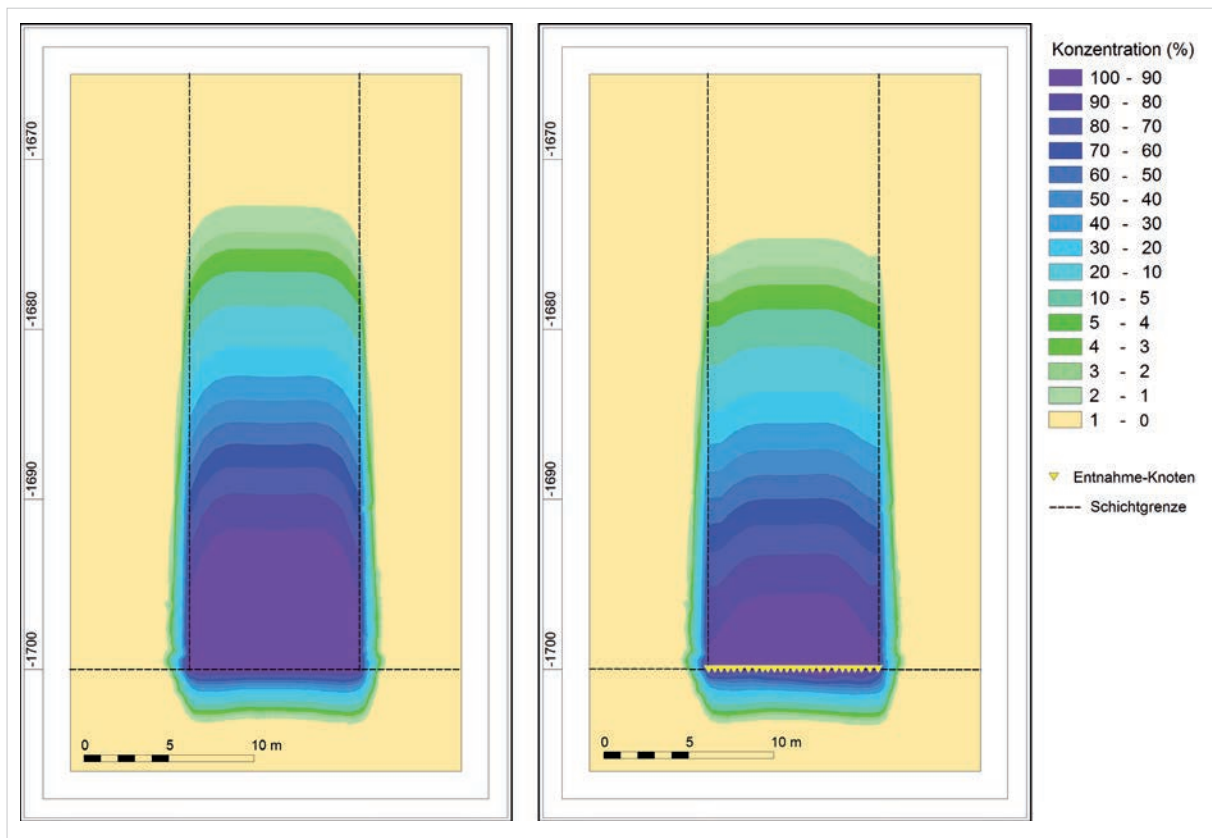 -1670
-1680
-1690
-1700
0 5 10 m
-1670
-1680
-1690
-1700
0 5 10 m
Konzentration (%)
100 - 90
90 - 80
80 - 70
70 - 60
60 - 50
50 - 40
40 - 30
30 - 20
20 - 10
10 - 5
5 - 4
4 - 3
3 - 2
2 - 1
1 - 0
Entnahme-Knoten
Schichtgrenze